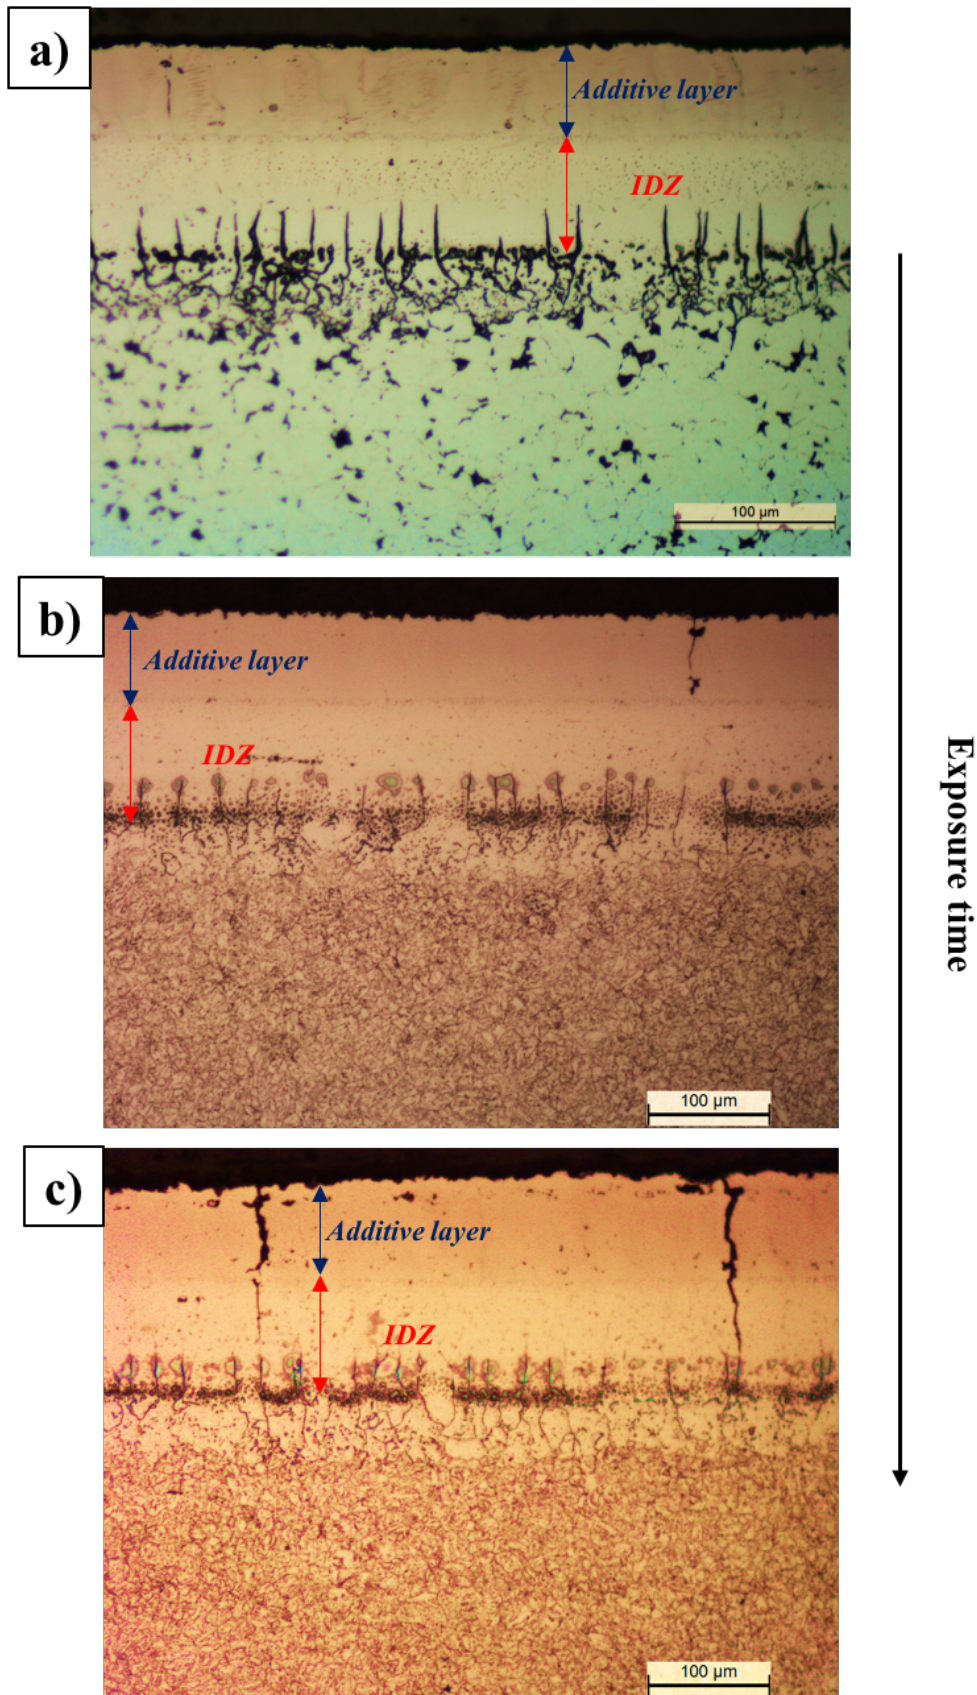 a)
Additive layer
IDZ
100 µm
b)
Additive layer
IDZ
100 µm
c)
Additive layer
IDZ
100 µm
Exposure time